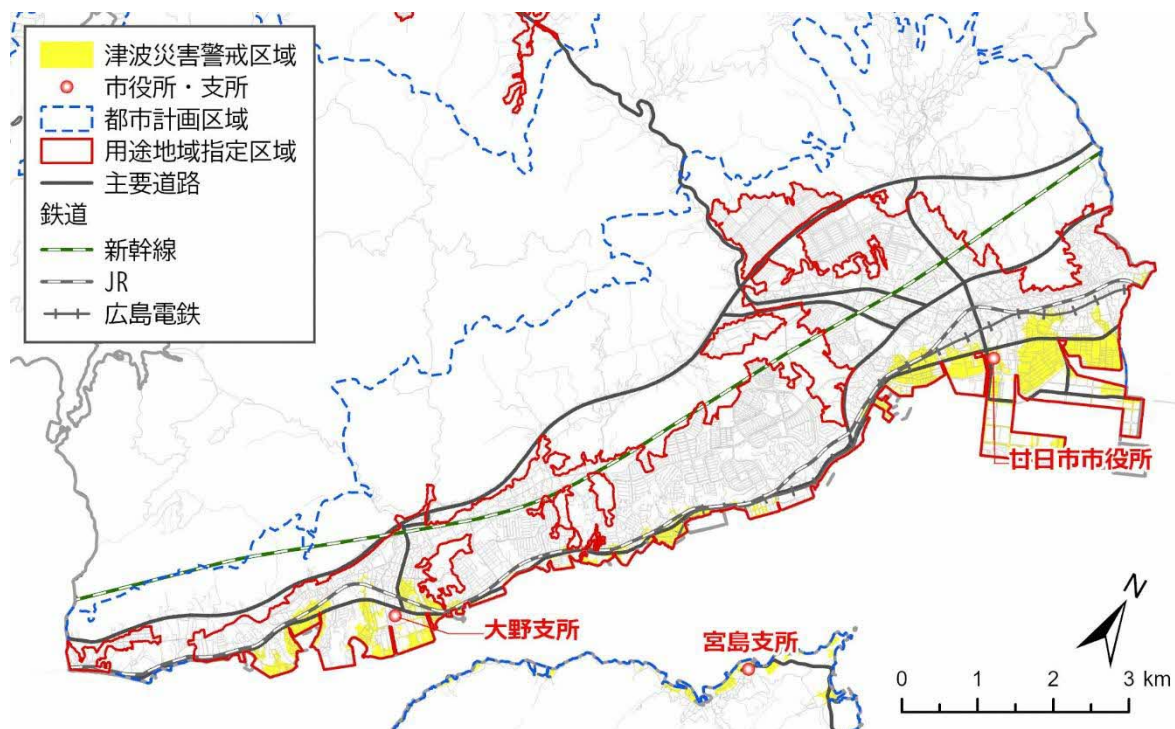 津波災害警戒区域
市役所・支所
都市計画区域
用途地域指定区域
主要道路
鉄道
新幹線
JR
広島電鉄
廿日市市役所
大野支所
宮島支所
N
0 1 2 3 km